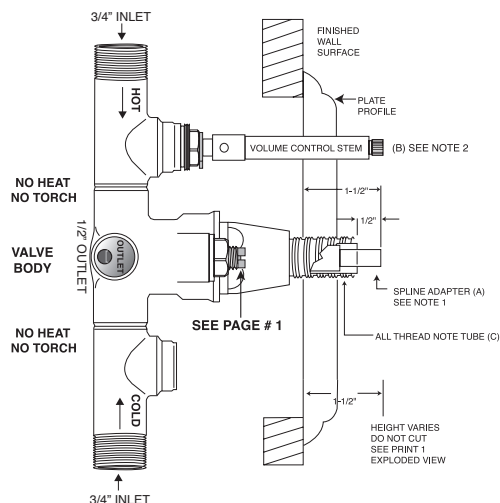 3/4" INLET
FINISHED
WALL
SURFACE
HOT
PLATE
PROFILE
VOLUME CONTROL STEM
(B) SEE NOTE 2
NO HEAT
NO TORCH
1-1/2"
1/2"
1/2" OUTLET
OUTLET
VALVE
BODY
SPLINE ADAPTER (A)
SEE NOTE 1
SEE PAGE # 1
NO HEAT
NO TORCH
ALL THREAD NOTE TUBE (C)
COLD
1-1/2"
HEIGHT VARIES
DO NOT CUT
SEE PRINT 1
EXPLODED VIEW
3/4" INLET